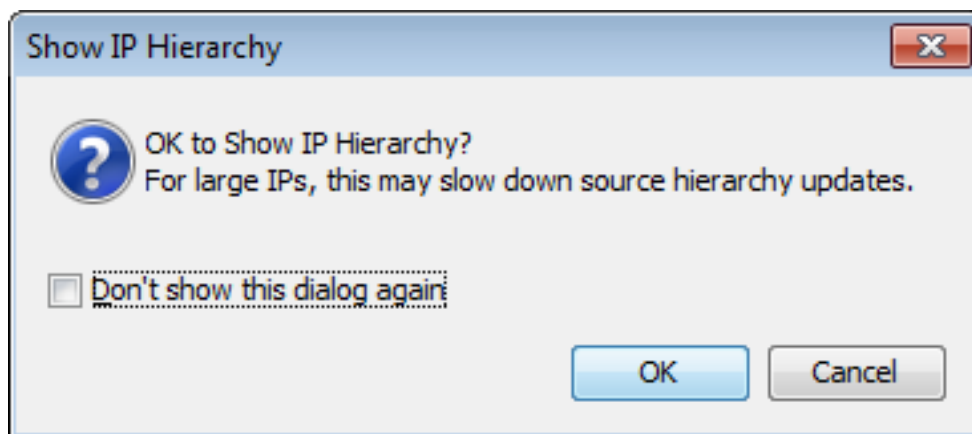 Show IP Hierarchy
OK to Show IP Hierarchy?
For large IPs, this may slow down source hierarchy updates.
Don't show this dialog again
OK
Cancel